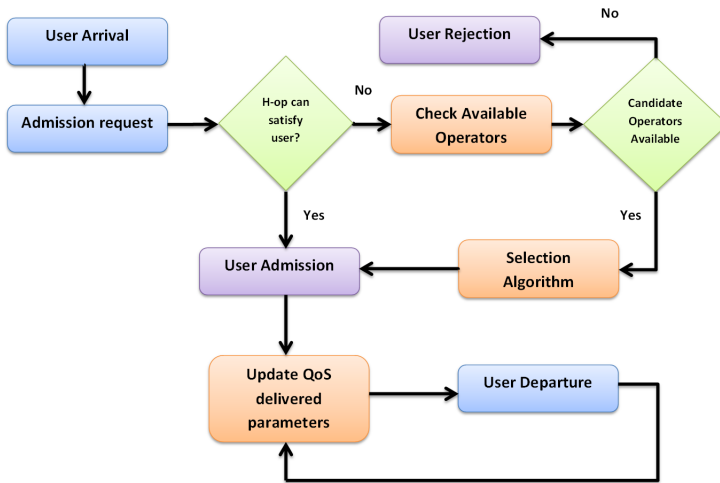 User Arrival
Admission request
H-op can
satisfy
user?
No
Check Available
Operators
Candidate
Operators
Available
No
User Rejection
Yes
Yes
Selection
Algorithm
User Admission
Update QoS
delivered
parameters
User Departure